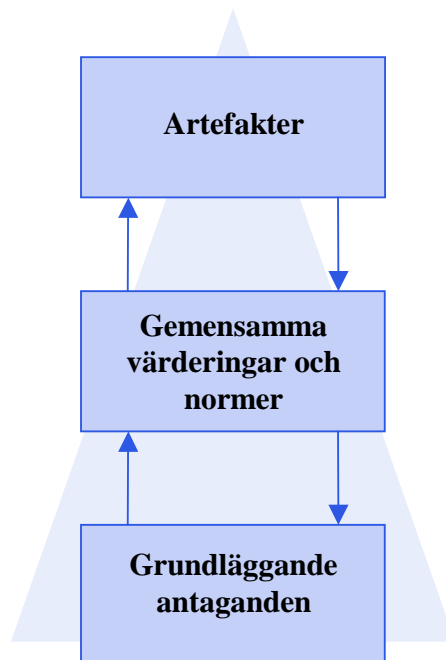 Artefakter
Gemensamma
värderingar och
normer
Grundläggande
antaganden